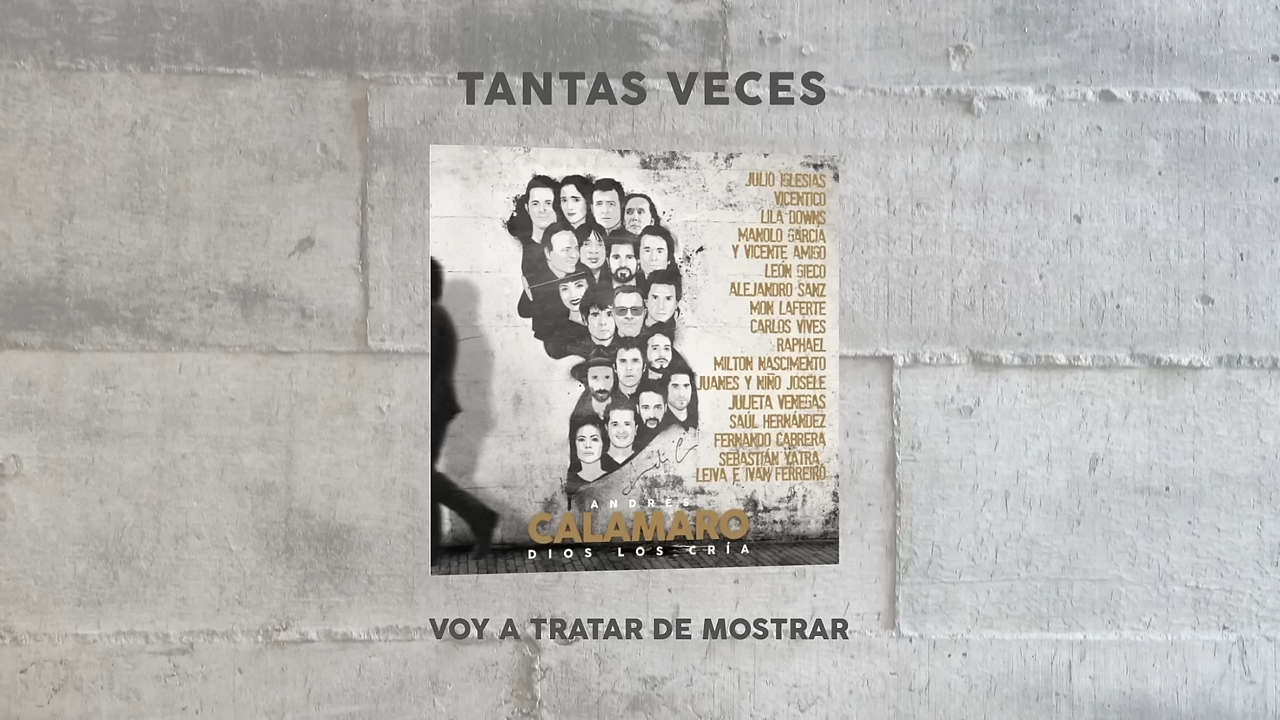 TANTAS VECES
JULIO IGLESIAS
VICENTICO
LILA DOWNS
MANOLO GARCÍA
Y VICENTE AMIGO
LEÓN GIECO
ALEJANDRO SANZ
MON LAFERTE
CARLOS VIVES
RAPHAEL
MILTON NASCIMENTO
JUANES Y NIÑO JOSELE
JULIETA VENEGAS
SAÚL HERNÁNDEZ
FERNANDO CABRERA
SEBASTIÁN YATRA
LEIVA E IVÁN FERREIRO
ANDRÉS
CALAMARO
DIOS LOS CRÍA
VOY A TRATAR DE MOSTRAR